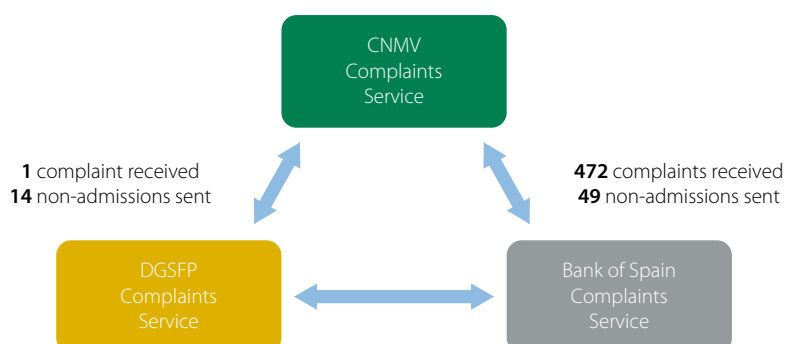 CNMV
Complaints
Service
1 complaint received
14 non-admissions sent
472 complaints received
49 non-admissions sent
DGSFP
Complaints
Service
Bank of Spain
Complaints
Service